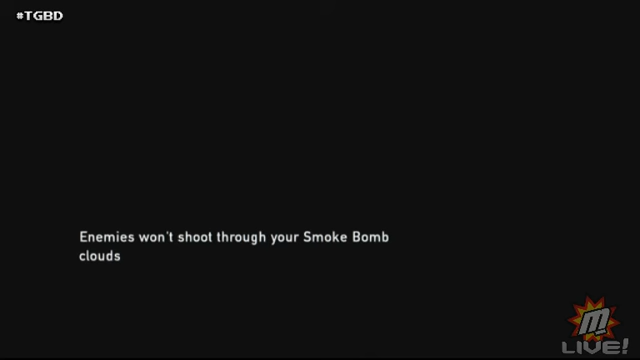 #TGBD
Enemies won't shoot through your Smoke Bomb
clouds
M
LIVE!